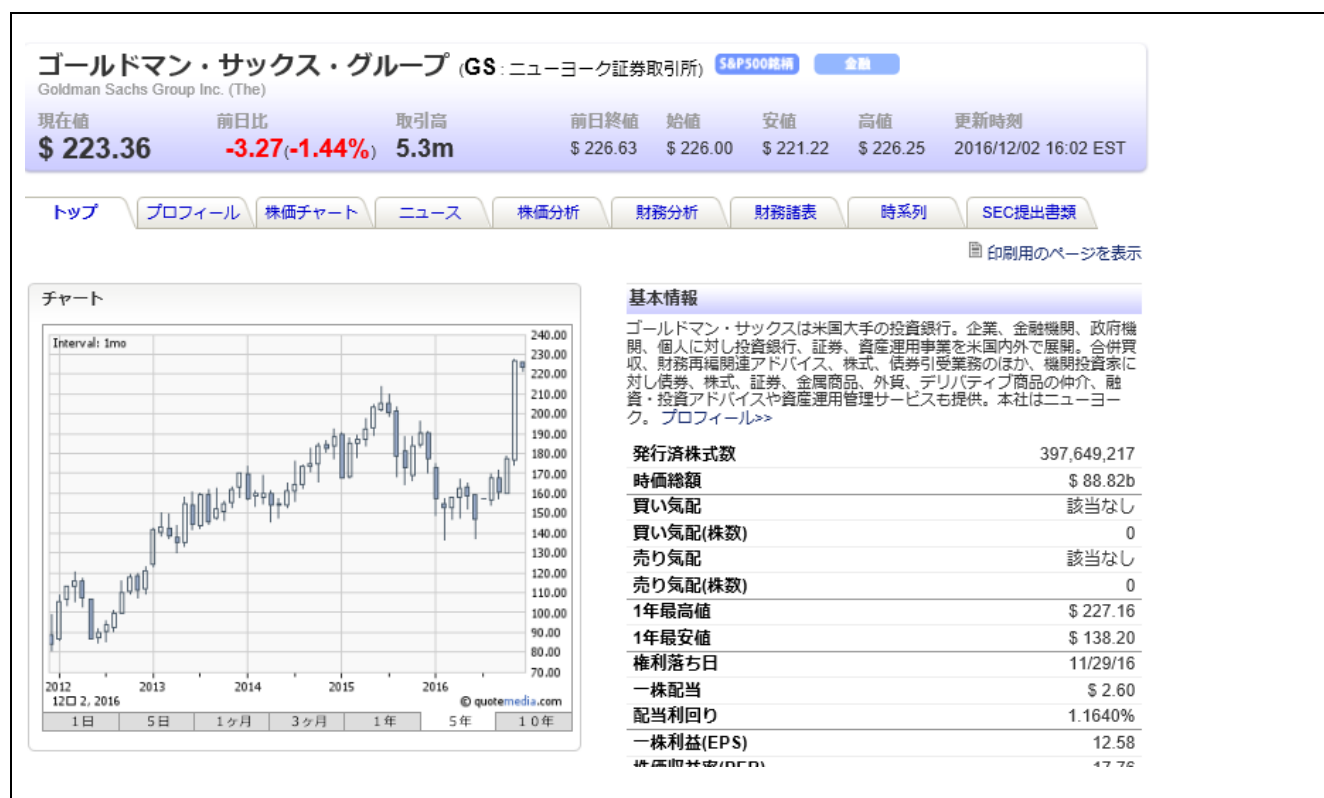 ゴールドマン・サックス・グループ (GS : ニューヨーク証券取引所) S&P500銘柄 金融
Goldman Sachs Group Inc. (The)
現在値 前日比 取引高 前日終値 始値 安値 高値 更新時刻
$ 223.36 -3.27(-1.44%) 5.3m $ 226.63 $ 226.00 $ 221.22 $ 226.25 2016/12/02 16:02 EST
トップ プロフィール 株価チャート ニュース 株価分析 財務分析 財務諸表 時系列 SEC提出書類
印刷用のページを表示
チャート
Interval: 1mo
240.00
230.00
220.00
210.00
200.00
190.00
180.00
170.00
160.00
150.00
140.00
130.00
120.00
110.00
100.00
90.00
80.00
70.00
2012 2013 2014 2015 2016
12□ 2, 2016 © quotemedia.com
1日 5日 1ヶ月 3ヶ月 1年 5年 10年
基本情報
ゴールドマン・サックスは米国大手の投資銀行。企業、金融機関、政府機
関、個人に対し投資銀行、証券、資産運用事業を米国内外で展開。合併買
収、財務再編関連アドバイス、株式、債券引受業務のほか、機関投資家に
対し債券、株式、証券、金属商品、外貨、デリバティブ商品の仲介、融
資・投資アドバイスや資産運用管理サービスも提供。本社はニューヨー
ク。 プロフィール>>
発行済株式数 397,649,217
時価総額 $ 88.82b
買い気配 該当なし
買い気配(株数) 0
売り気配 該当なし
売り気配(株数) 0
1年最高値 $ 227.16
1年最安値 $ 138.20
権利落ち日 11/29/16
一株配当 $ 2.60
配当利回り 1.1640%
一株利益(EPS) 12.58
株価収益率(PER) 17.76